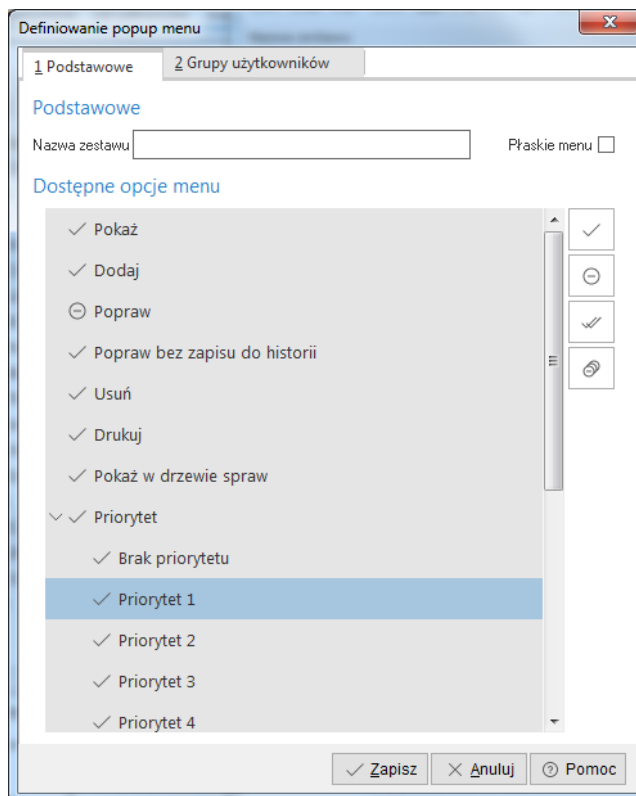 Definiowanie popup menu
1 Podstawowe
2 Grupy użytkowników
Podstawowe
Nazwa zestawu
Płaskie menu
Dostępne opcje menu
Pokaż
Dodaj
Popraw
Popraw bez zapisu do historii
Usuń
Drukuj
Pokaż w drzewie spraw
Priorytet
Brak priorytetu
Priorytet 1
Priorytet 2
Priorytet 3
Priorytet 4
Zapisz
Anuluj
Pomoc